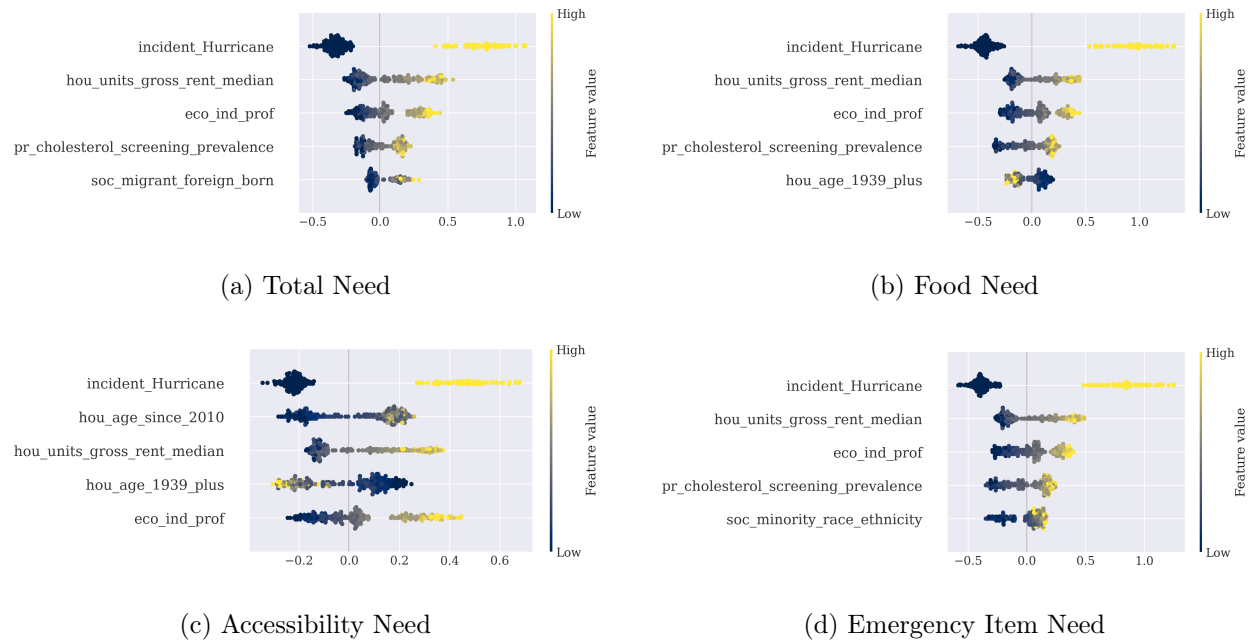 High
incident_Hurricane
hou_units_gross_rent_median
eco_ind_prof
pr_cholesterol_screening_prevalence
soc_migrant_foreign_born
Feature value
Low
−0.5 0.0 0.5 1.0
(a) Total Need
High
incident_Hurricane
hou_units_gross_rent_median
eco_ind_prof
pr_cholesterol_screening_prevalence
hou_age_1939_plus
Feature value
Low
−0.5 0.0 0.5 1.0
(b) Food Need
High
incident_Hurricane
hou_age_since_2010
hou_units_gross_rent_median
hou_age_1939_plus
eco_ind_prof
Feature value
Low
−0.2 0.0 0.2 0.4 0.6
(c) Accessibility Need
High
incident_Hurricane
hou_units_gross_rent_median
eco_ind_prof
pr_cholesterol_screening_prevalence
soc_minority_race_ethnicity
Feature value
Low
−0.5 0.0 0.5 1.0
(d) Emergency Item Need